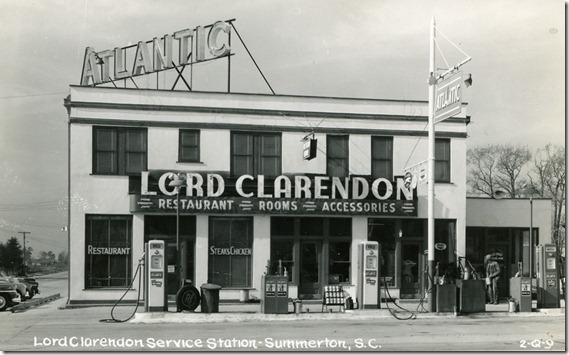 ATLANTIC
ATLANTIC
LORD CLARENDON
RESTAURANT ROOMS ACCESSORIES
RESTAURANT
STEAKS CHICKEN
Lord Clarendon Service Station-Summerton, S.C.
2-Q-9